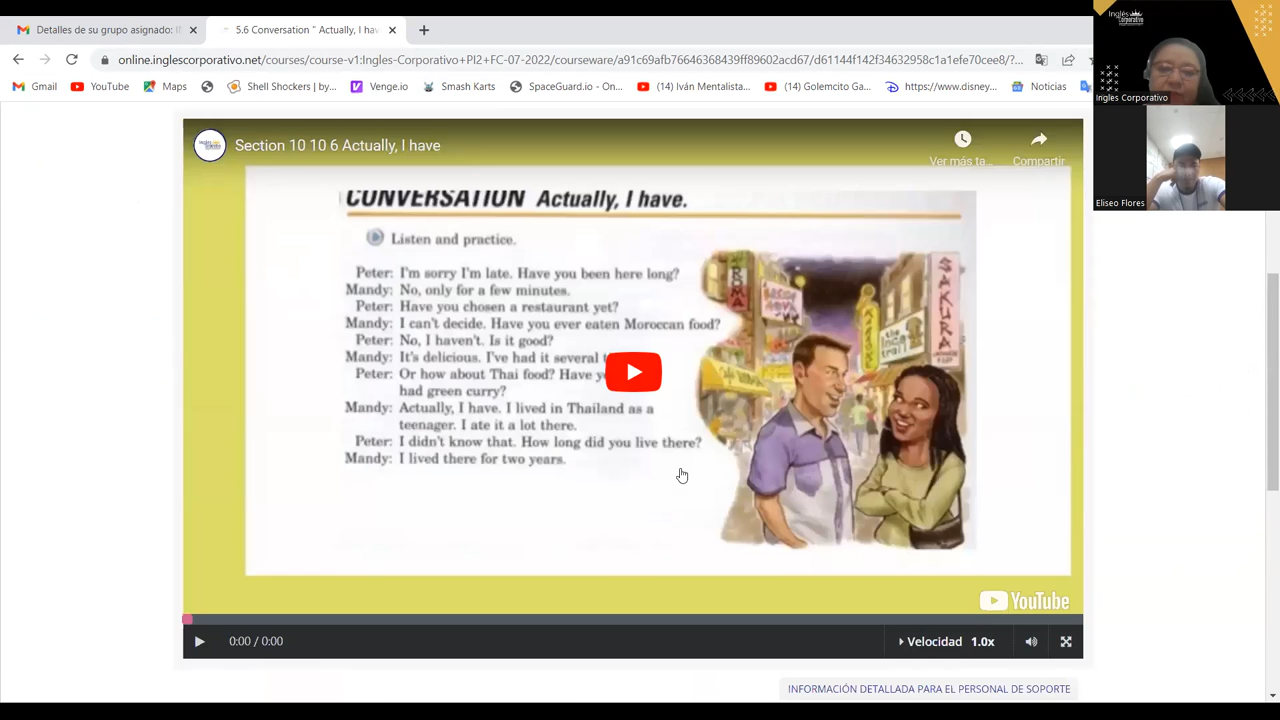 Detalles de su grupo asignado: I
5.6 Conversation " Actually, I hav
online.inglescorporativo.net/courses/course-v1:Ingles-Corporativo+PI2+FC-07-2022/courseware/a91c69afb76646368439ff89602acd67/d61144f142f34632958c1a1efe70cee8/?...
Gmail
YouTube
Maps
Shell Shockers | by...
Venge.io
Smash Kartz
SpaceGuard.io - On...
(14) Iván Mentalista...
(14) Golemcito Ga...
https://www.disney...
Noticias
Inglés
Corporativo
Ingles Corporativo
Eliseo Flores
Section 10 10 6 Actually, I have
Ver más ta...
Compartir
CONVERSATION Actually, I have.
Listen and practice.
Peter: I'm sorry I'm late. Have you been here long?
Mandy: No, only for a few minutes.
Peter: Have you chosen a restaurant yet?
Mandy: I can't decide. Have you ever eaten Moroccan food?
Peter: No, I haven't. Is it good?
Mandy: It's delicious. I've had it several
Peter: Or how about Thai food? Have
had green curry?
Mandy: Actually, I have. I lived in Thailand as a
teenager. I ate it a lot there.
Peter: I didn't know that. How long did you live there?
Mandy: I lived there for two years.
ROMA
SAKURA
the
inca
trail
YouTube
0:00 / 0:00
Velocidad 1.0x
INFORMACIÓN DETALLADA PARA EL PERSONAL DE SOPORTE